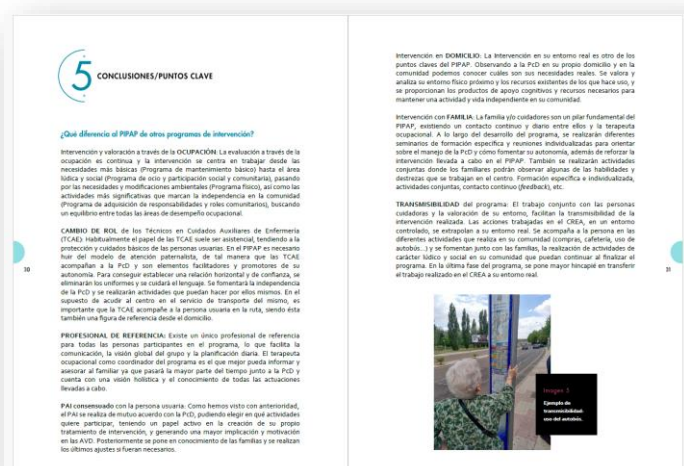 5 CONCLUSIONES/PUNTOS CLAVE
¿Qué diferencia al PIPAP de otros programas de intervención?
Intervención y valoración a través de la OCUPACIÓN: La evaluación a través de la
ocupación es continua y la intervención se centra en trabajar desde las
necesidades más básicas (Programa de mantenimiento básico) hasta el área
lúdica y social (Programa de ocio y participación social y comunitaria), pasando
por las necesidades y modificaciones ambientales (Programa físico), así como las
actividades más significativas que marcan la independencia en la comunidad
(Programa de adquisición de responsabilidades y roles comunitarios), buscando
un equilibrio entre todas las áreas de desempeño ocupacional.
CAMBIO DE ROL de los Técnicos en Cuidados Auxiliares de Enfermería
(TCAE): Habitualmente el papel de las TCAE suele ser asistencial, tendiendo a la
protección y cuidados básicos de las personas usuarias. En el PIPAP es necesario
huir del modelo de atención paternalista, de tal manera que las TCAE
acompañan a la PcD y son elementos facilitadores y promotores de su
autonomía. Para conseguir establecer una relación horizontal y de confianza, se
eliminarán los uniformes y se cuidará el lenguaje. Se fomentará la independencia
de la PcD y se realizarán actividades que puedan hacer por ellos mismos. En el
supuesto de acudir al centro en el servicio de transporte del mismo, es
importante que la TCAE acompañe a la persona usuaria en la ruta, siendo ésta
también una figura de referencia desde el domicilio.
PROFESIONAL DE REFERENCIA: Existe un único profesional de referencia
para todas las personas participantes en el programa, lo que facilita la
comunicación, la visión global del grupo y la planificación diaria. El terapeuta
ocupacional como coordinador del programa es el que mejor pueda informar y
asesorar al familiar ya que pasará la mayor parte del tiempo junto a la PcD y
cuenta con una visión holística y el conocimiento de todas las actuaciones
llevadas a cabo.
PAI consensuado con la persona usuaria: Como hemos visto con anterioridad,
el PAI se realiza de mutuo acuerdo con la PcD, pudiendo elegir en qué actividades
quiere participar, teniendo un papel activo en la creación de su propio
tratamiento de intervención, y generando una mayor implicación y motivación
en las AVD. Posteriormente se pone en conocimiento de las familias y se realizan
los últimos ajustes si fueran necesarios.
30
Intervención en DOMICILIO: La Intervención en su entorno real es otro de los
puntos claves del PIPAP. Observando a la PcD en su propio domicilio y en la
comunidad podemos conocer cuáles son sus necesidades reales. Se valora y
analiza su entorno físico próximo y los recursos existentes de los que hace uso, y
se proporcionan los productos de apoyo cognitivos y recursos necesarios para
mantener una actividad y vida independiente en su comunidad.
Intervención con FAMILIA: La familia y/o cuidadores son un pilar fundamental del
PIPAP, existiendo un contacto continuo y diario entre ellos y la terapeuta
ocupacional. A lo largo del desarrollo del programa, se realizarán diferentes
seminarios de formación específica y reuniones individualizadas para orientar
sobre el manejo de la PcD y cómo fomentar su autonomía, además de reforzar la
intervención llevada a cabo en el PIPAP. También se realizarán actividades
conjuntas donde los familiares podrán observar algunas de las habilidades y
destrezas que se trabajan en el centro. Formación específica e individualizada,
actividades conjuntas, contacto continuo (feedback), etc.
TRANSMISIBILIDAD del programa: El trabajo conjunto con las personas
cuidadoras y la valoración de su entorno, facilitan la transmisibilidad de la
intervención realizada. Las acciones trabajadas en el CREA, en un entorno
controlado, se extrapolan a su entorno real. Se acompaña a la persona en las
diferentes actividades que realiza en su comunidad (compras, cafetería, uso de
autobús...) y se fomentan junto con las familias, la realización de actividades de
carácter lúdico y social en su comunidad que puedan continuar al finalizar el
programa. En la última fase del programa, se pone mayor hincapié en transferir
el trabajo realizado en el CREA a su entorno real.
Imagen 3
Ejemplo de
transmisibilidad:
uso del autobús.
31